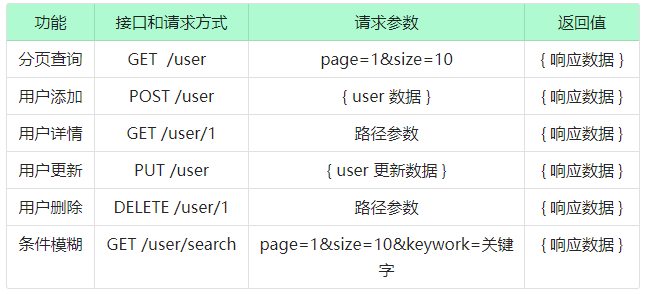 功能 接口和请求方式 请求参数 返回值
分页查询 GET /user page=1&size=10 { 响应数据 }
用户添加 POST /user { user 数据 } { 响应数据 }
用户详情 GET /user/1 路径参数 { 响应数据 }
用户更新 PUT /user { user 更新数据 } { 响应数据 }
用户删除 DELETE /user/1 路径参数 { 响应数据 }
条件模糊 GET /user/search page=1&size=10&keywork=关键 { 响应数据 }
字